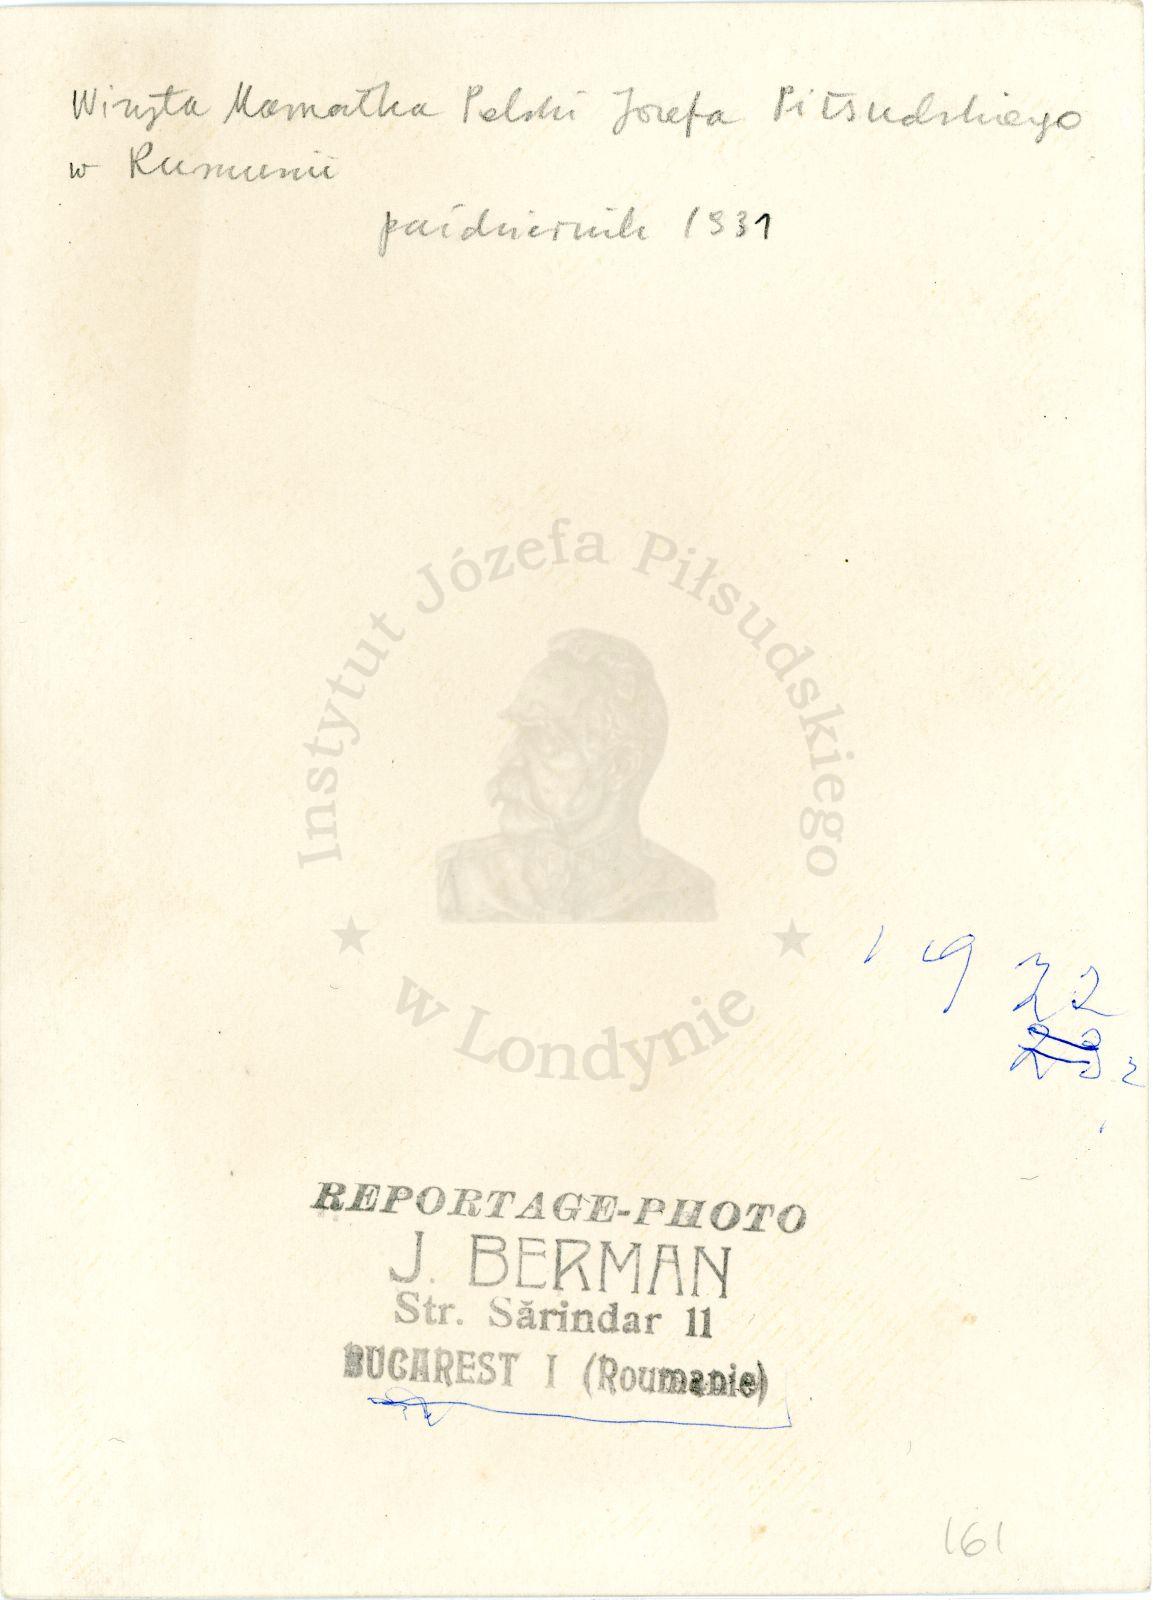 Wizyta Marszałka Polski Józefa Piłsudskiego
w Rumunii
październik 1931
Instytut Józefa Piłsudskiego
w Londynie
1922
REPORTAGE-PHOTO
J. BERMAN
Str. Sărindar 11
BUCAREST I (Roumanie)
161